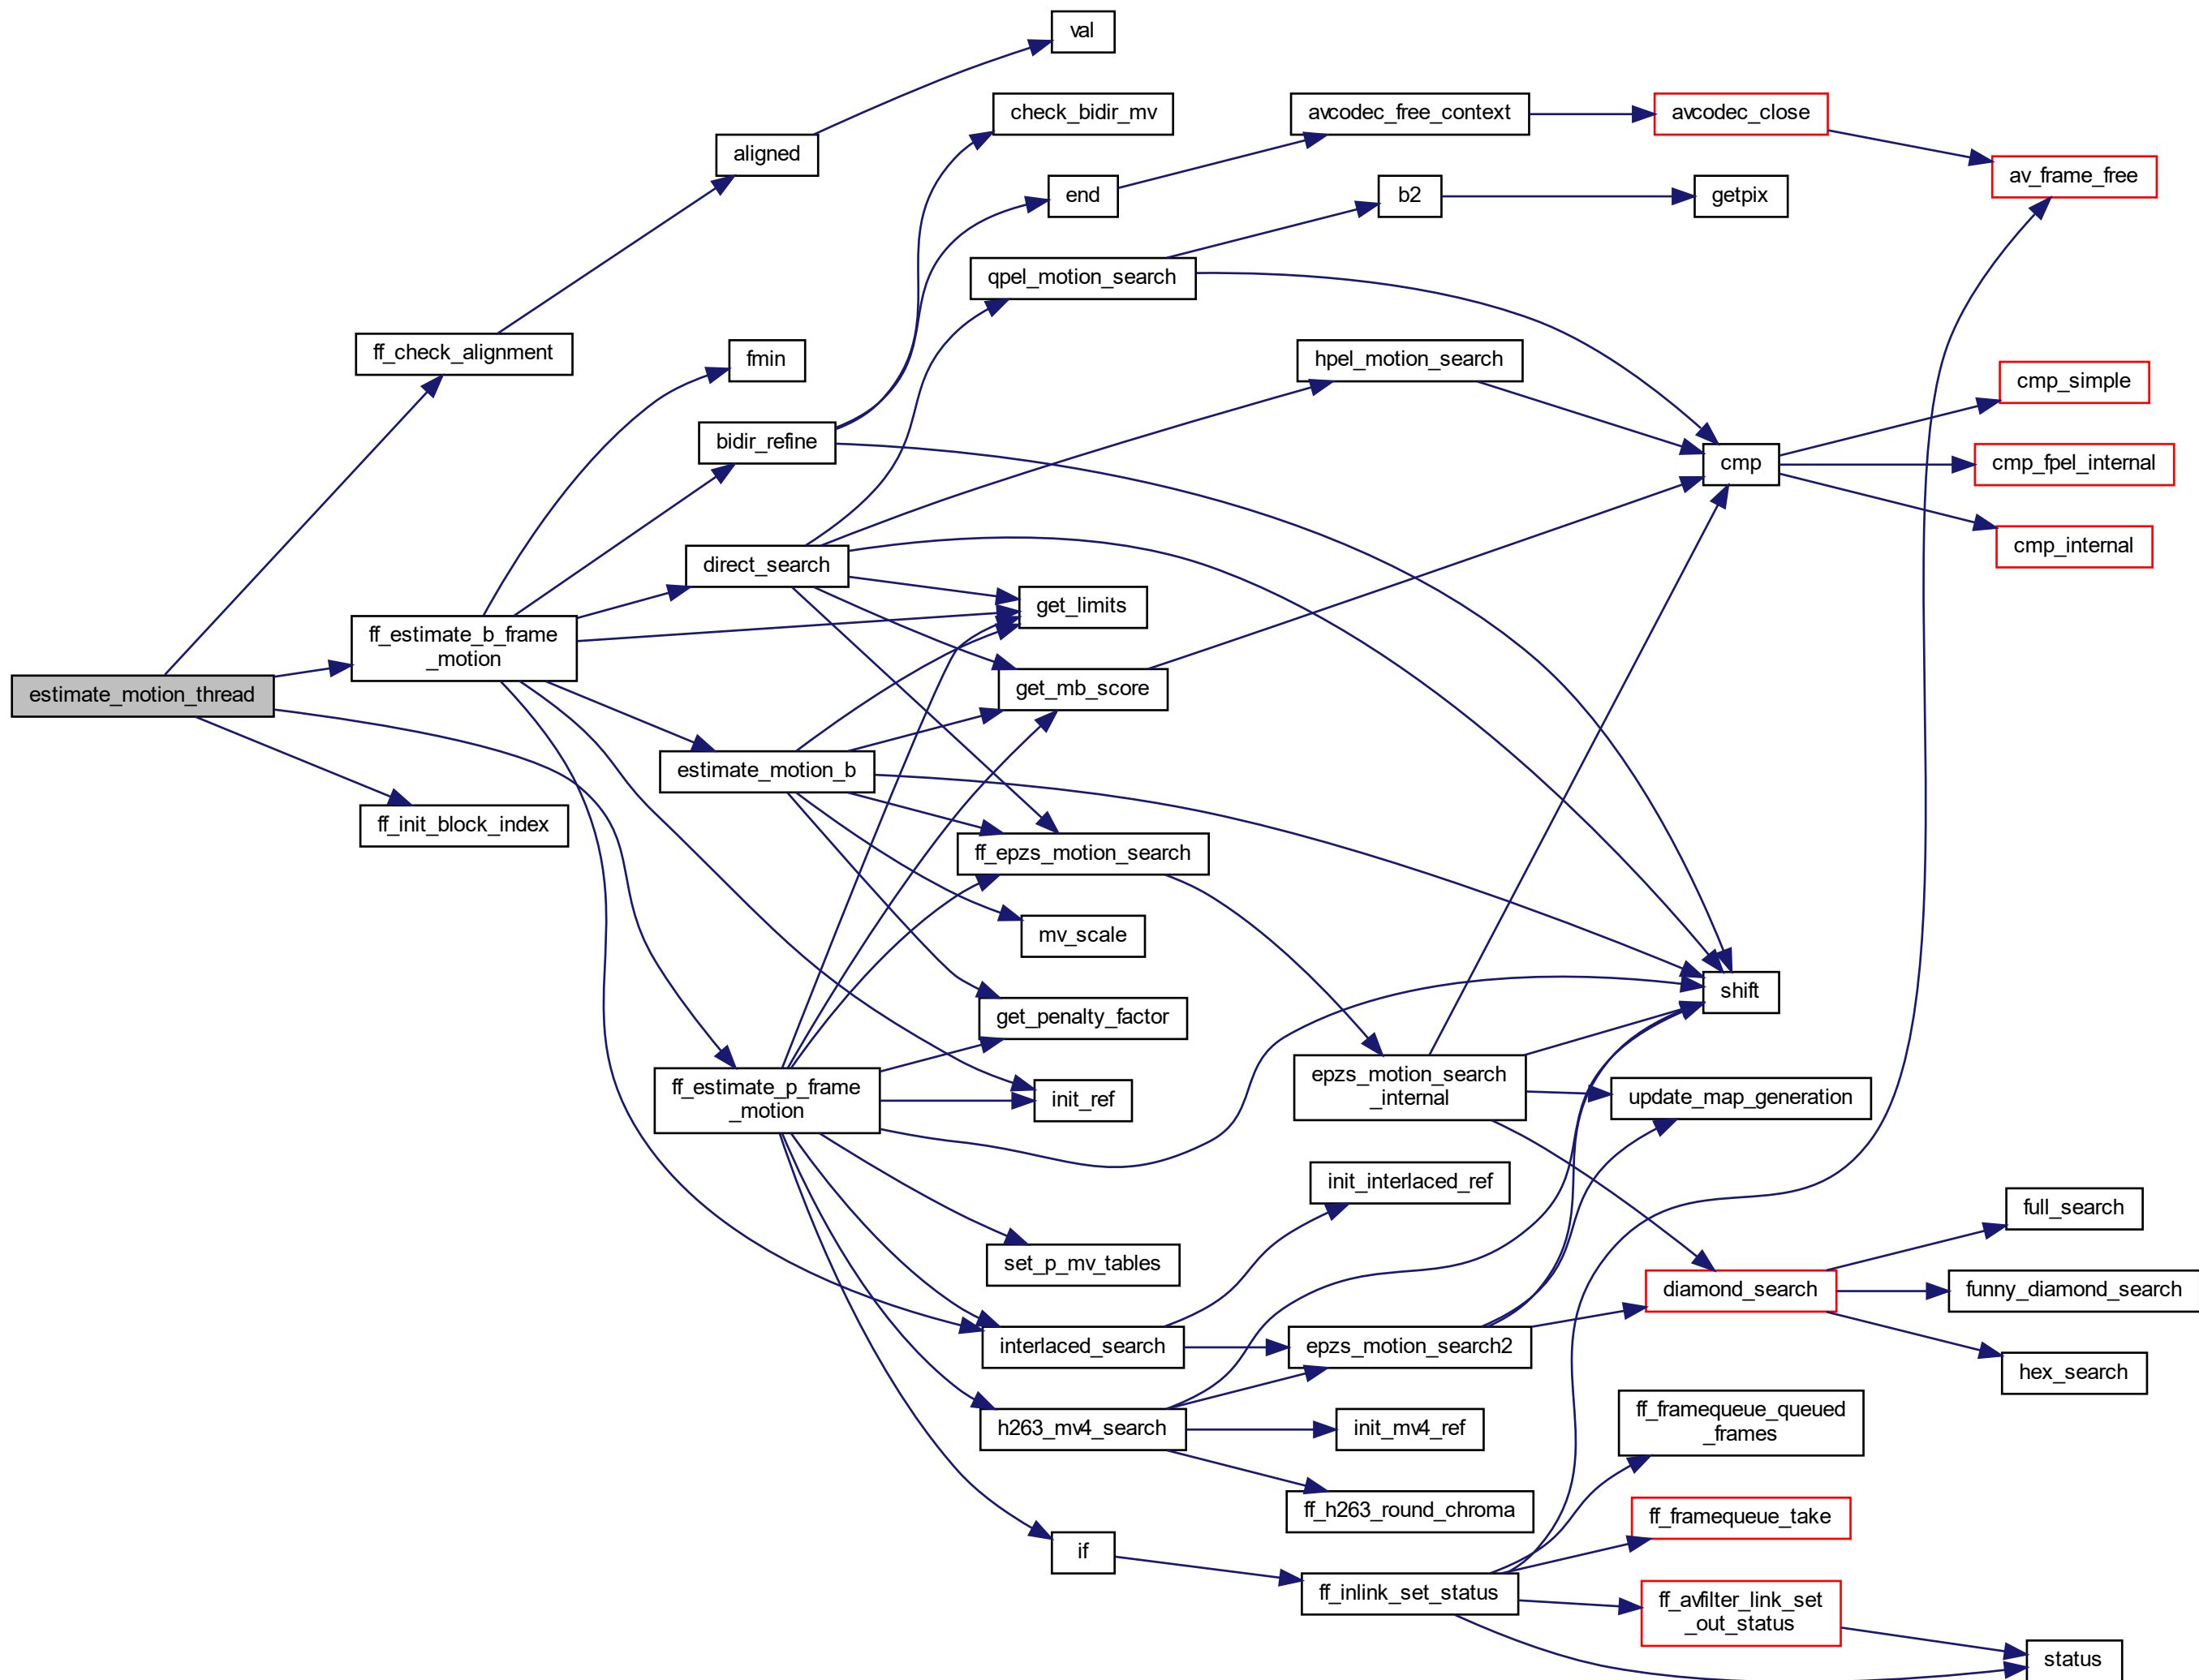 val
check_bidir_mv
avcodec_free_context
avcodec_close
aligned
av_frame_free
end
b2
getpix
qpel_motion_search
ff_check_alignment
fmin
hpel_motion_search
cmp_simple
bidir_refine
cmp
cmp_fpel_internal
cmp_internal
direct_search
get_limits
ff_estimate_b_frame
_motion
estimate_motion_thread
get_mb_score
estimate_motion_b
ff_init_block_index
ff_epzs_motion_search
mv_scale
shift
get_penalty_factor
ff_estimate_p_frame
_motion
init_ref
epzs_motion_search
_internal
update_map_generation
init_interlaced_ref
full_search
set_p_mv_tables
diamond_search
funny_diamond_search
interlaced_search
epzs_motion_search2
hex_search
h263_mv4_search
init_mv4_ref
ff_framequeue_queued
_frames
ff_h263_round_chroma
ff_framequeue_take
if
ff_inlink_set_status
ff_avfilter_link_set
_out_status
status